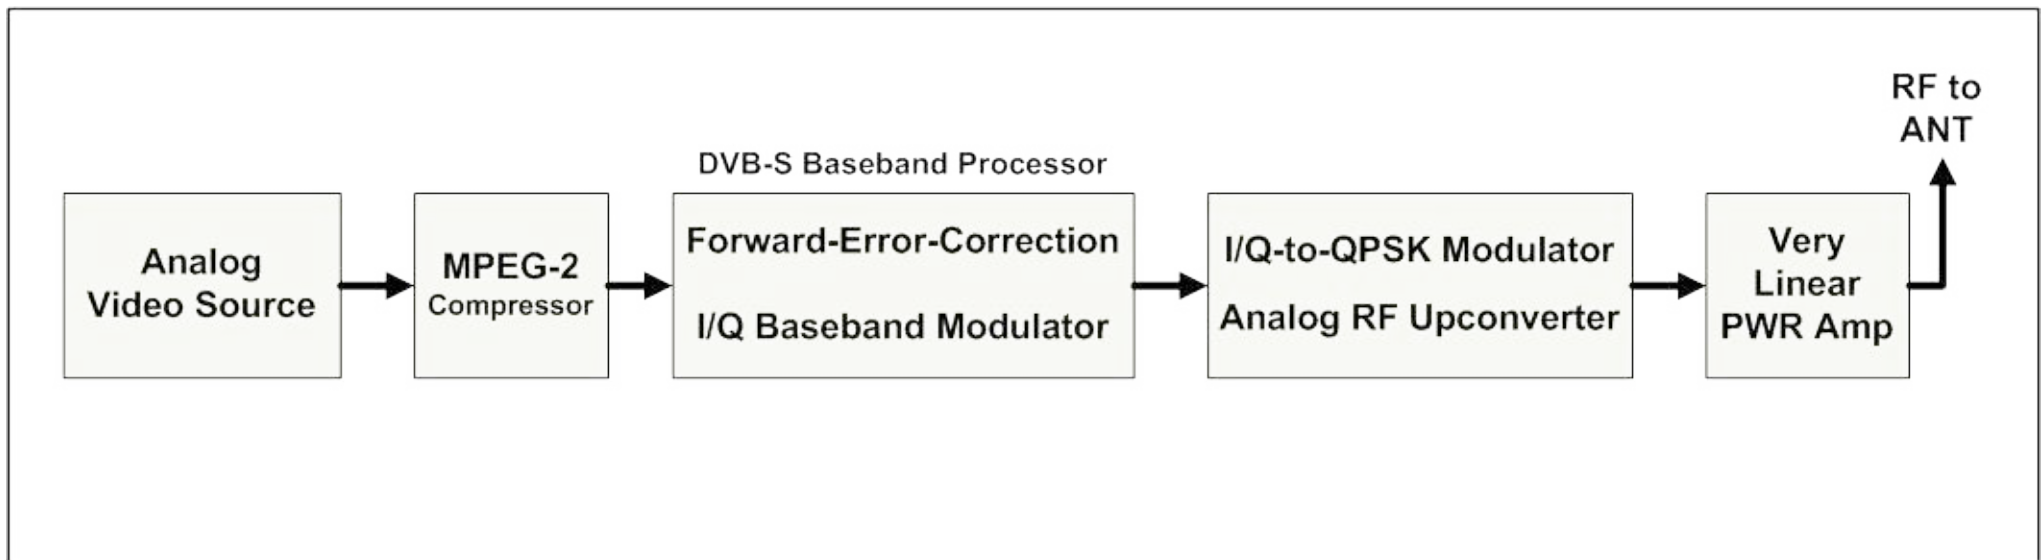 RF to
ANT
DVB-S Baseband Processor
Analog
Video Source
MPEG-2
Compressor
Forward-Error-Correction
I/Q Baseband Modulator
I/Q-to-QPSK Modulator
Analog RF Upconverter
Very
Linear
PWR Amp